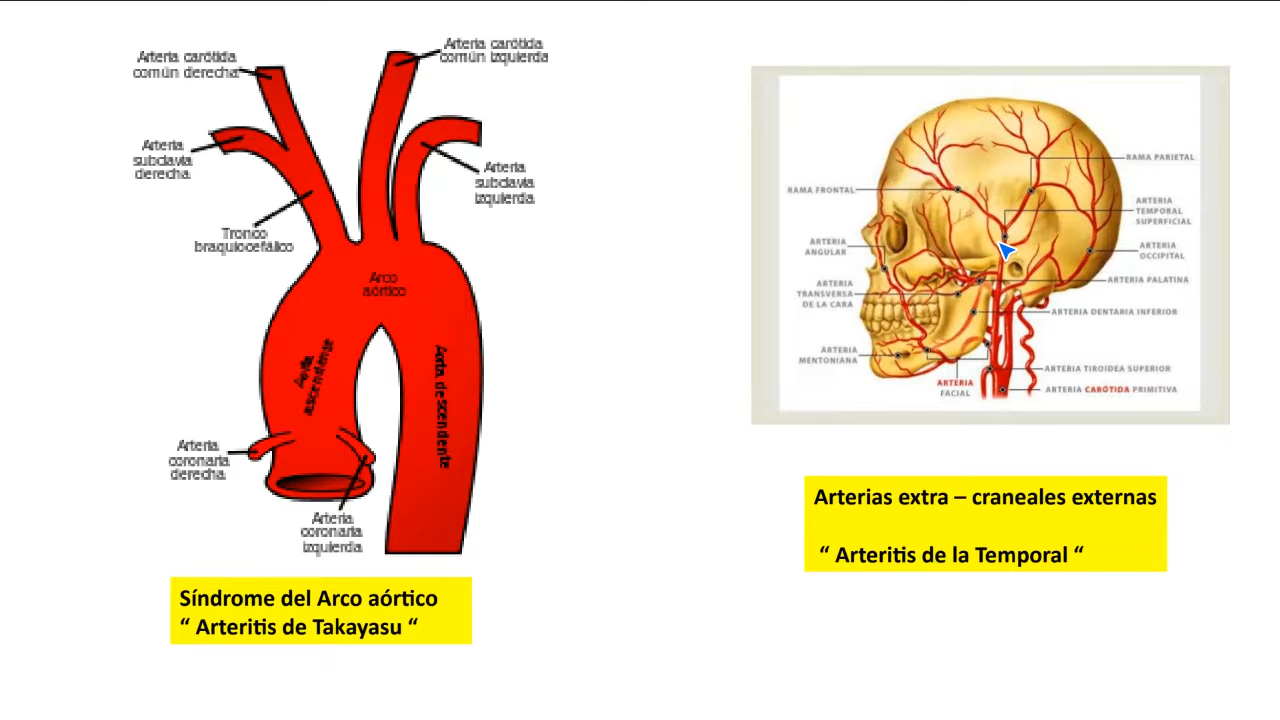 Arteria carótida
común derecha
Arteria carótida
común izquierda
Arteria
subclavia
derecha
Arteria
subclavia
izquierda
Tronco
braquiocefálico
Arco
aórtico
Aorta
ascendente
Aorta descendente
Arteria
coronaria
derecha
Arteria
coronaria
izquierda
Síndrome del Arco aórtico
“ Arteritis de Takayasu “
RAMA PARIETAL
RAMA FRONTAL
ARTERIA
TEMPORAL
SUPERFICIAL
ARTERIA
ANGULAR
ARTERIA
OCCIPITAL
ARTERIA PALATINA
ARTERIA
TRANSVERSA
DE LA CARA
ARTERIA DENTARIA INFERIOR
ARTERIA
MENTONIANA
ARTERIA
FACIAL
ARTERIA TIROIDEA SUPERIOR
ARTERIA CARÓTIDA PRIMITIVA
Arterias extra – craneales externas
“ Arteritis de la Temporal “